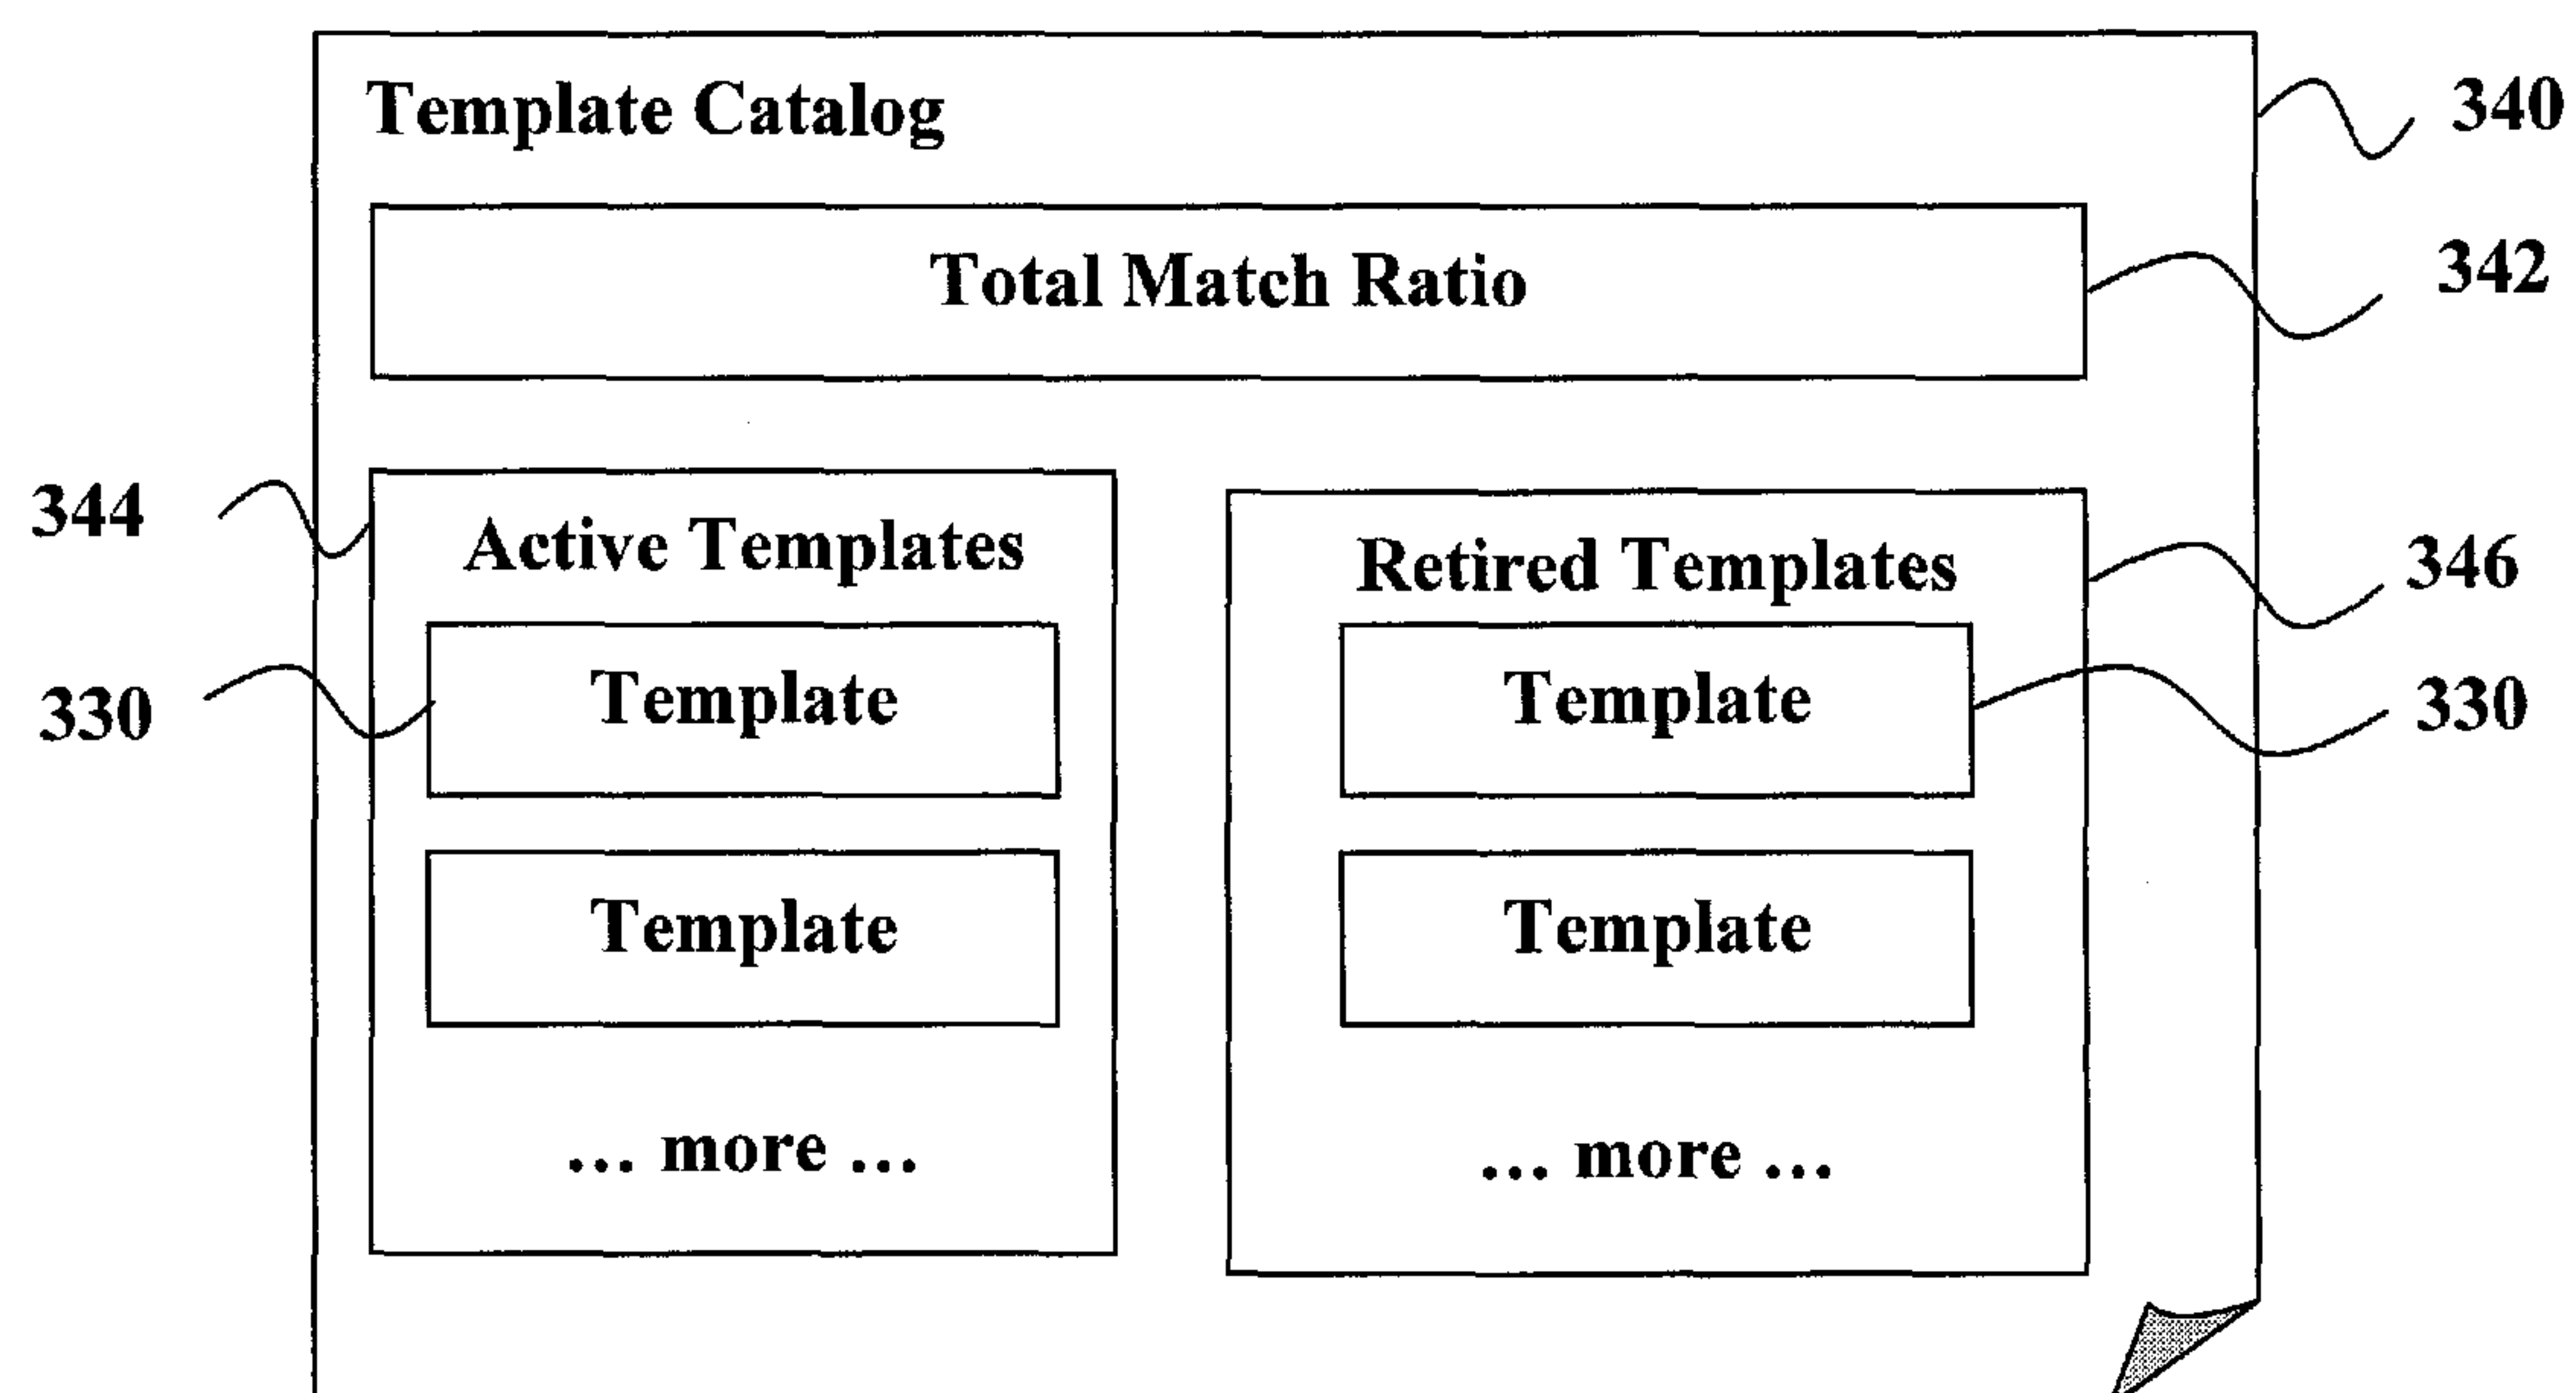 Template Catalog
340
Total Match Ratio
342
344
Active Templates
330
Template
Template
... more ...
Retired Templates
346
Template
330
Template
... more ...